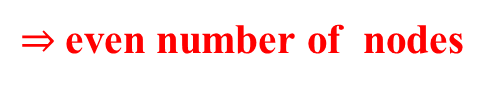 ⇒ even number of nodes